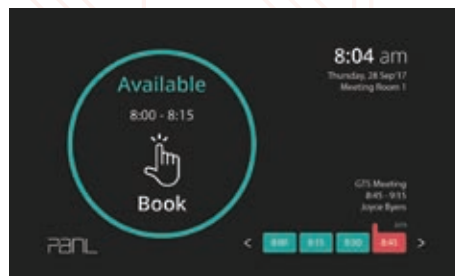 8:04 am
Thursday, 28 Sep'17
Meeting Room 1
Available
8:00 - 8:15
Book
GTS Meeting
8:45 - 9:15
Joyce Byers
PanL
< 8:00 8:15 8:30 8:45 >